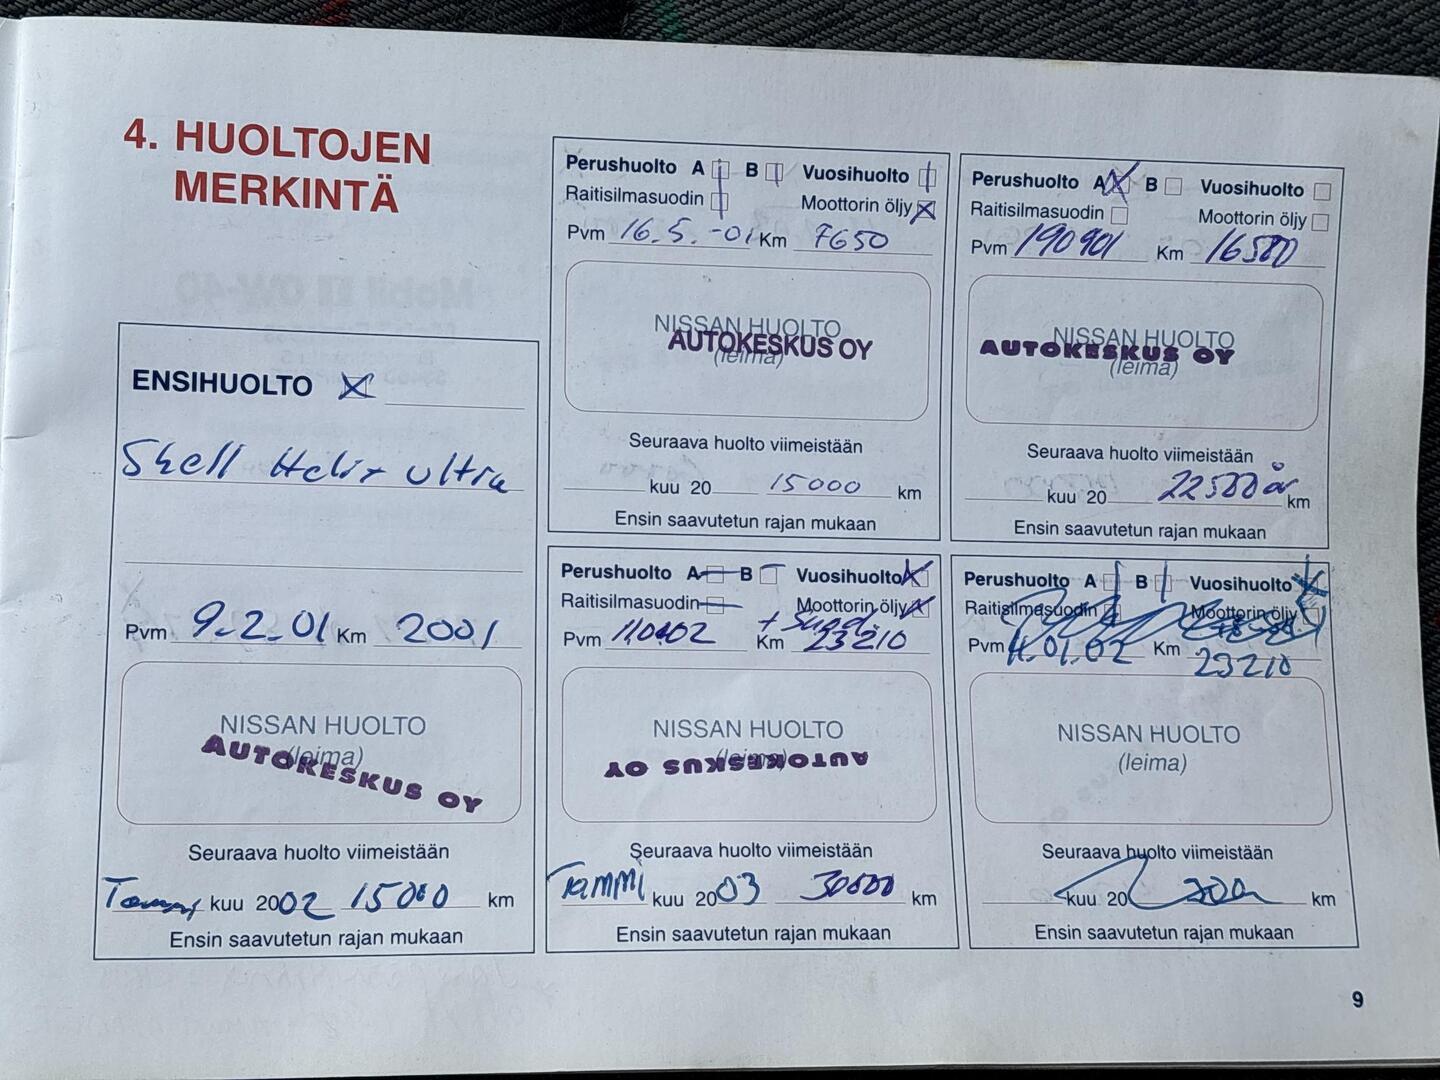 4. HUOLTOJEN
MERKINTÄ
ENSIHUOLTO
Shell Helix ultra
Pvm 9.2.01 Km 2001
NISSAN HUOLTO
(leima)
AUTOKESKUS OY
Seuraava huolto viimeistään
Tammi kuu 2002 15000 km
Ensin saavutetun rajan mukaan
Perushuolto A B Vuosihuolto
Raitisilmasuodin Moottorin öljy
Pvm 16.5.-01 Km 7650
NISSAN HUOLTO
AUTOKESKUS OY
(leima)
Seuraava huolto viimeistään
kuu 20 15000 km
Ensin saavutetun rajan mukaan
Perushuolto A B Vuosihuolto
Raitisilmasuodin Moottorin öljy
Pvm 190901 Km 16500
NISSAN HUOLTO
AUTOKESKUS OY
(leima)
Seuraava huolto viimeistään
kuu 20 22500 km
Ensin saavutetun rajan mukaan
Perushuolto A B Vuosihuolto
Raitisilmasuodin Moottorin öljy
Pvm Km 23210
NISSAN HUOLTO
(leima)
AUTOKESKUS OY
Seuraava huolto viimeistään
Tammi kuu 2003 30000 km
Ensin saavutetun rajan mukaan
Perushuolto A B Vuosihuolto
Raitisilmasuodin Moottorin öljy
Pvm 11.01.02 Km 23210
NISSAN HUOLTO
(leima)
Seuraava huolto viimeistään
kuu 20 km
Ensin saavutetun rajan mukaan
9